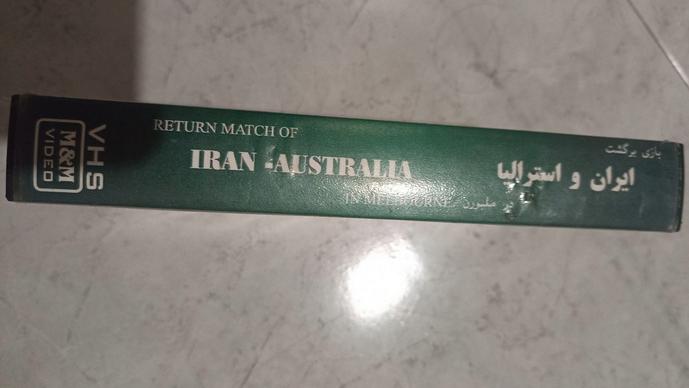 VHS
M&M
VIDEO
RETURN MATCH OF
IRAN - AUSTRALIA
IN MELBOURNE
بازی برگشت
ایران و استرالیا
در ملبورن